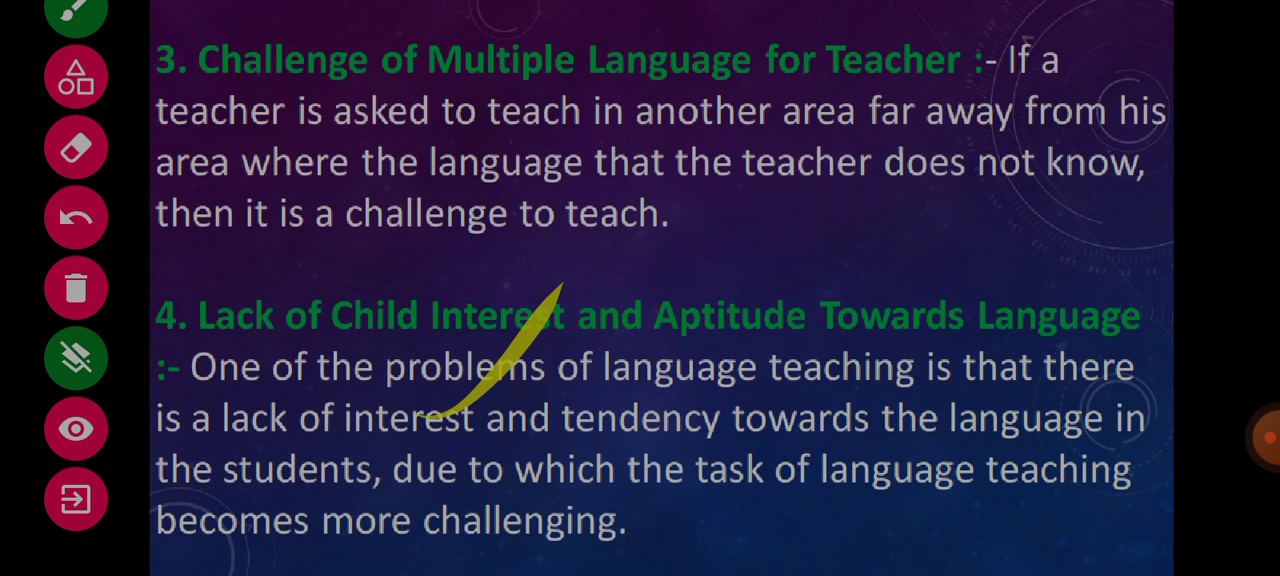 3. Challenge of Multiple Language for Teacher :- If a
teacher is asked to teach in another area far away from his
area where the language that the teacher does not know,
then it is a challenge to teach.
4. Lack of Child Interest and Aptitude Towards Language
:- One of the problems of language teaching is that there
is a lack of interest and tendency towards the language in
the students, due to which the task of language teaching
becomes more challenging.